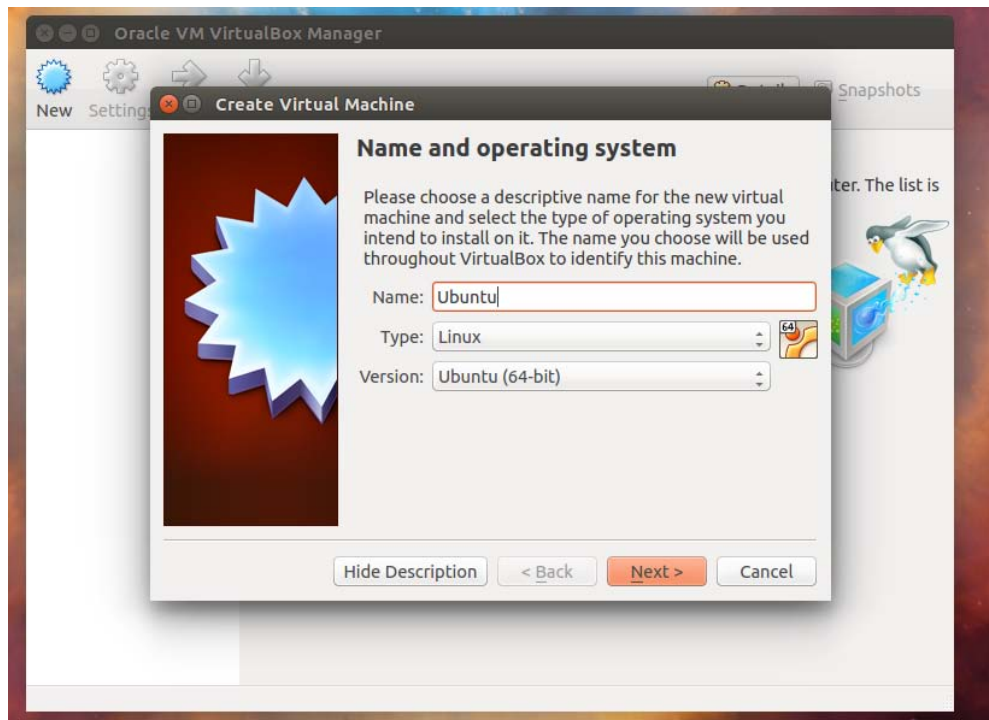 Oracle VM VirtualBox Manager
New
Settings
Snapshots
Create Virtual Machine
Name and operating system
Please choose a descriptive name for the new virtual
machine and select the type of operating system you
intend to install on it. The name you choose will be used
throughout VirtualBox to identify this machine.
uter. The list is
Name: Ubuntu
Type: Linux
64
Version: Ubuntu (64-bit)
Hide Description
< Back
Next >
Cancel